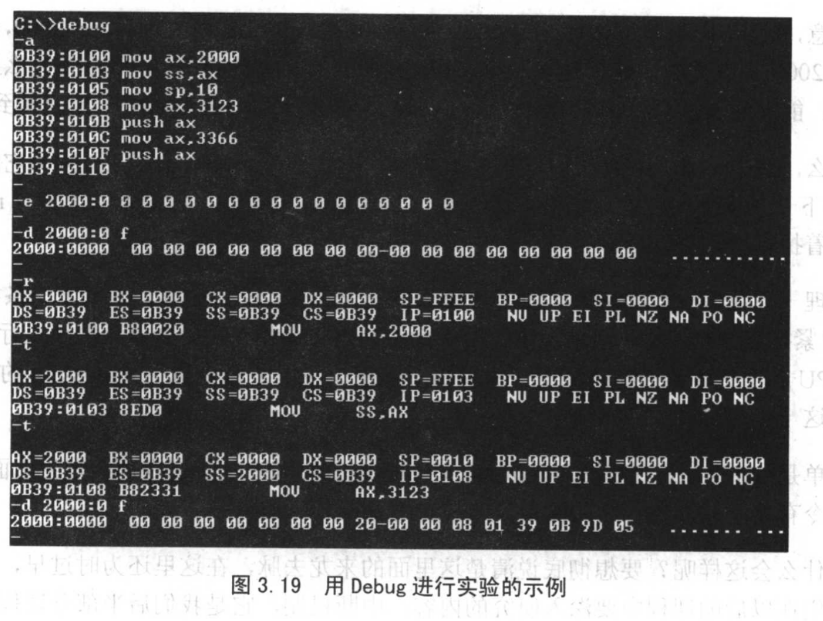 C:\>debug
-a
0B39:0100 mov ax,2000
0B39:0103 mov ss,ax
0B39:0105 mov sp,10
0B39:0108 mov ax,3123
0B39:010B push ax
0B39:010C mov ax,3366
0B39:010F push ax
0B39:0110
-
-e 2000:0 0 0 0 0 0 0 0 0 0 0 0 0 0 0 0 0
-
-d 2000:0 f
2000:0000 00 00 00 00 00 00 00 00-00 00 00 00 00 00 00 00 ...........
-
-r
AX=0000 BX=0000 CX=0000 DX=0000 SP=FFEE BP=0000 SI=0000 DI=0000
DS=0B39 ES=0B39 SS=0B39 CS=0B39 IP=0100 NV UP EI PL NZ NA PO NC
0B39:0100 B80020 MOV AX,2000
-t
AX=2000 BX=0000 CX=0000 DX=0000 SP=FFEE BP=0000 SI=0000 DI=0000
DS=0B39 ES=0B39 SS=0B39 CS=0B39 IP=0103 NV UP EI PL NZ NA PO NC
0B39:0103 8ED0 MOV SS,AX
-t
AX=2000 BX=0000 CX=0000 DX=0000 SP=0010 BP=0000 SI=0000 DI=0000
DS=0B39 ES=0B39 SS=2000 CS=0B39 IP=0108 NV UP EI PL NZ NA PO NC
0B39:0108 B82331 MOV AX,3123
-d 2000:0 f
2000:0000 00 00 00 00 00 00 00 20-00 00 08 01 39 0B 9D 05 ....... ...
-
图 3.19 用 Debug 进行实验的示例